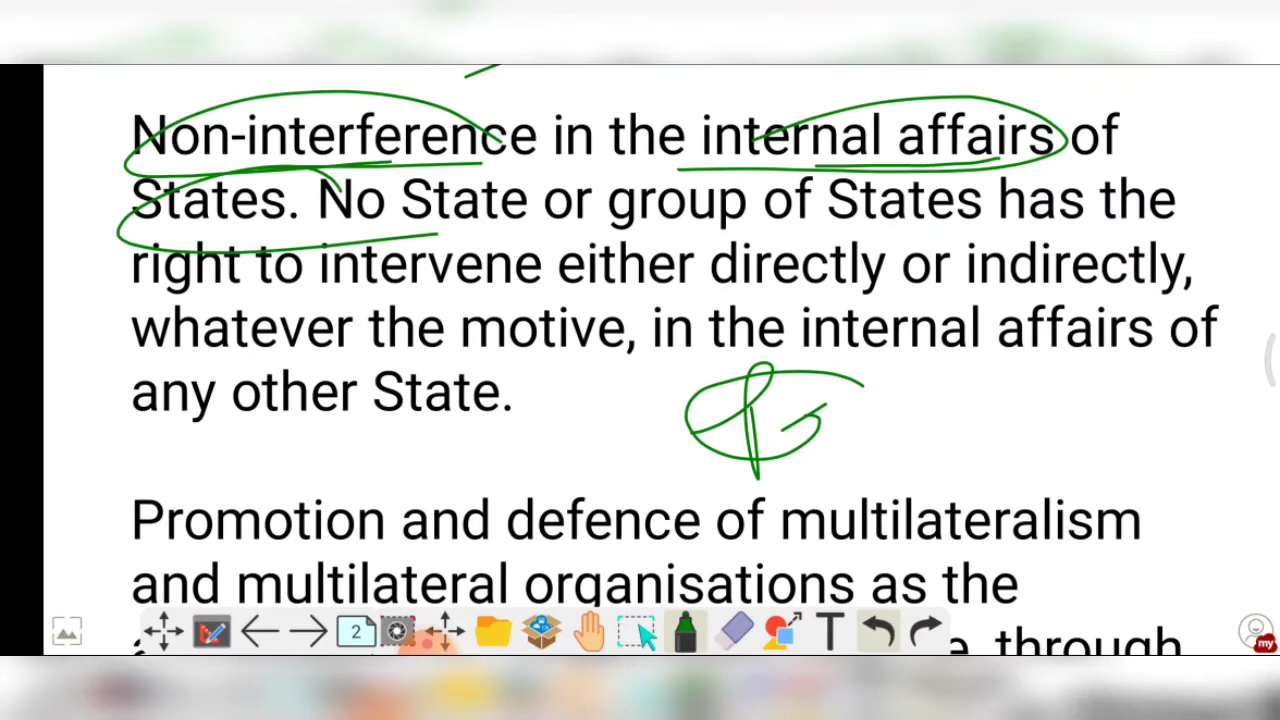 Non-interference in the internal affairs of
States. No State or group of States has the
right to intervene either directly or indirectly,
whatever the motive, in the internal affairs of
any other State.
Promotion and defence of multilateralism
and multilateral organisations as the
through
2
T
my